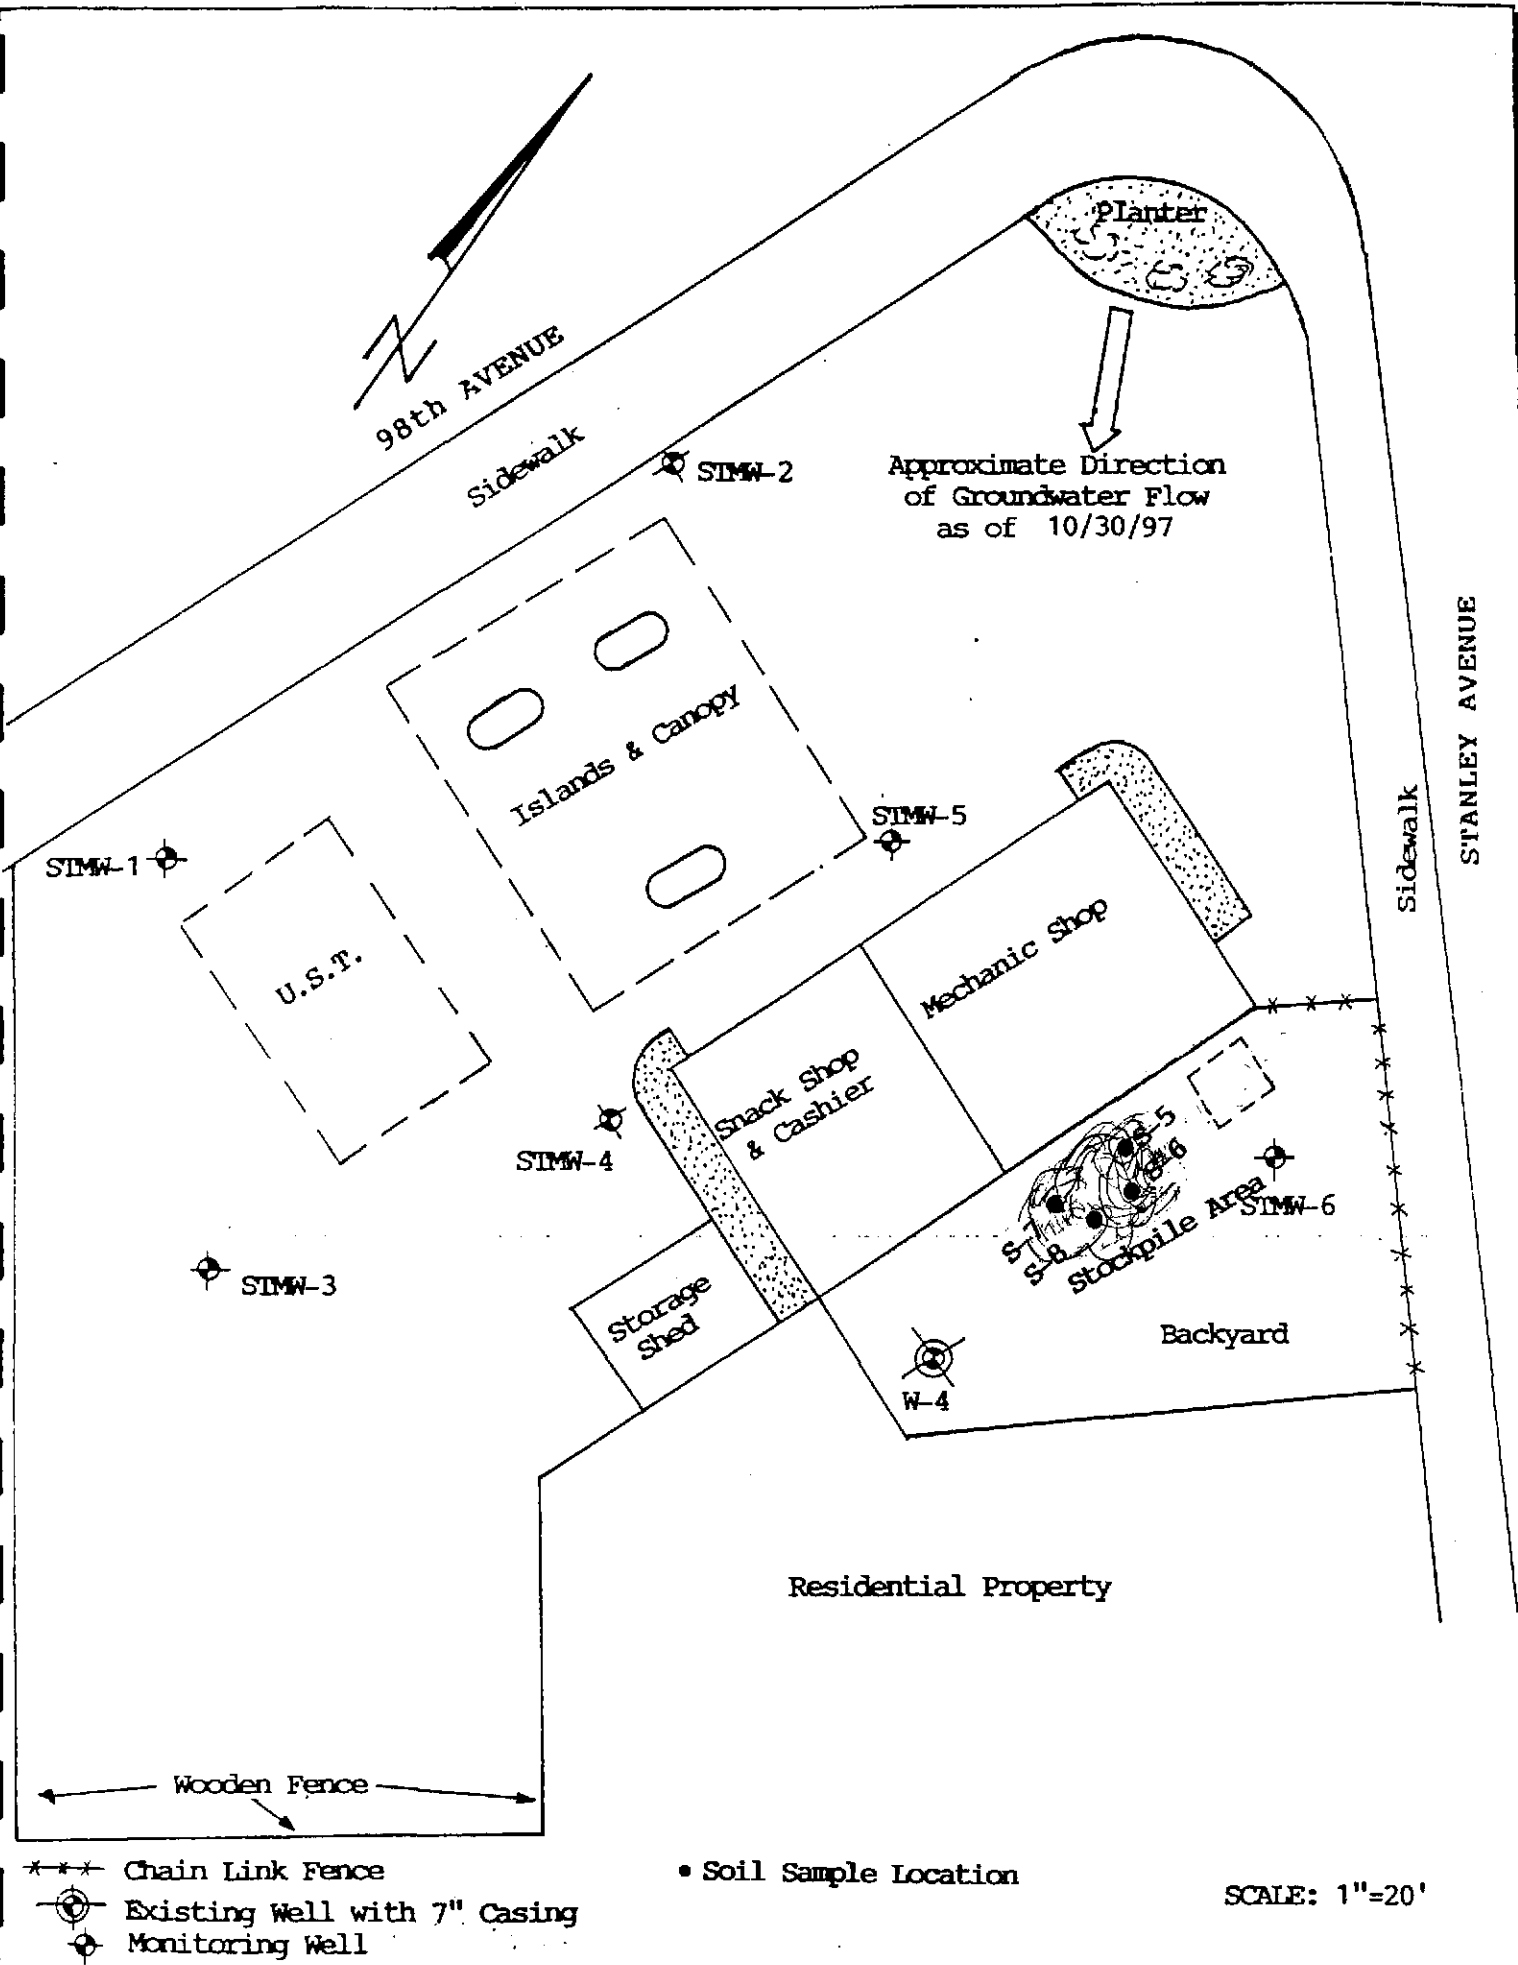 Planter
N
98th AVENUE
Sidewalk
STMW-2
Approximate Direction
of Groundwater Flow
as of 10/30/97
STANLEY AVENUE
Sidewalk
Islands & Canopy
STMW-5
STMW-1
U.S.T.
Mechanic Shop
Snack Shop
& Cashier
STMW-4
S-5
S-6
STMW-6
S-7
S-8
Stockpile Area
STMW-3
Storage
Shed
Backyard
W-4
Residential Property
Wooden Fence
Chain Link Fence
Soil Sample Location
SCALE: 1"=20'
Existing Well with 7" Casing
Monitoring Well